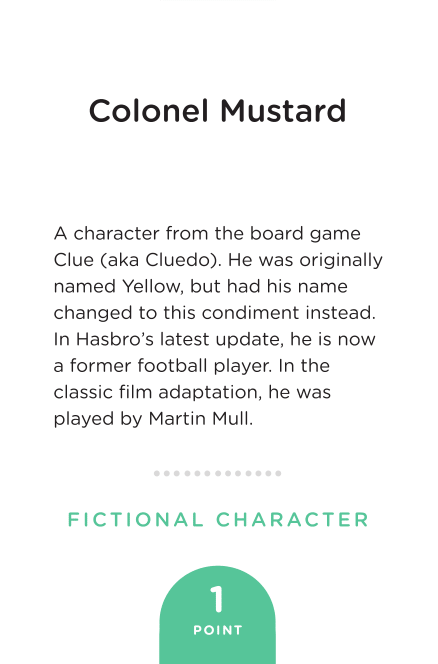 Colonel Mustard
A character from the board game
Clue (aka Cluedo). He was originally
named Yellow, but had his name
changed to this condiment instead.
In Hasbro’s latest update, he is now
a former football player. In the
classic film adaptation, he was
played by Martin Mull.
FICTIONAL CHARACTER
1
POINT